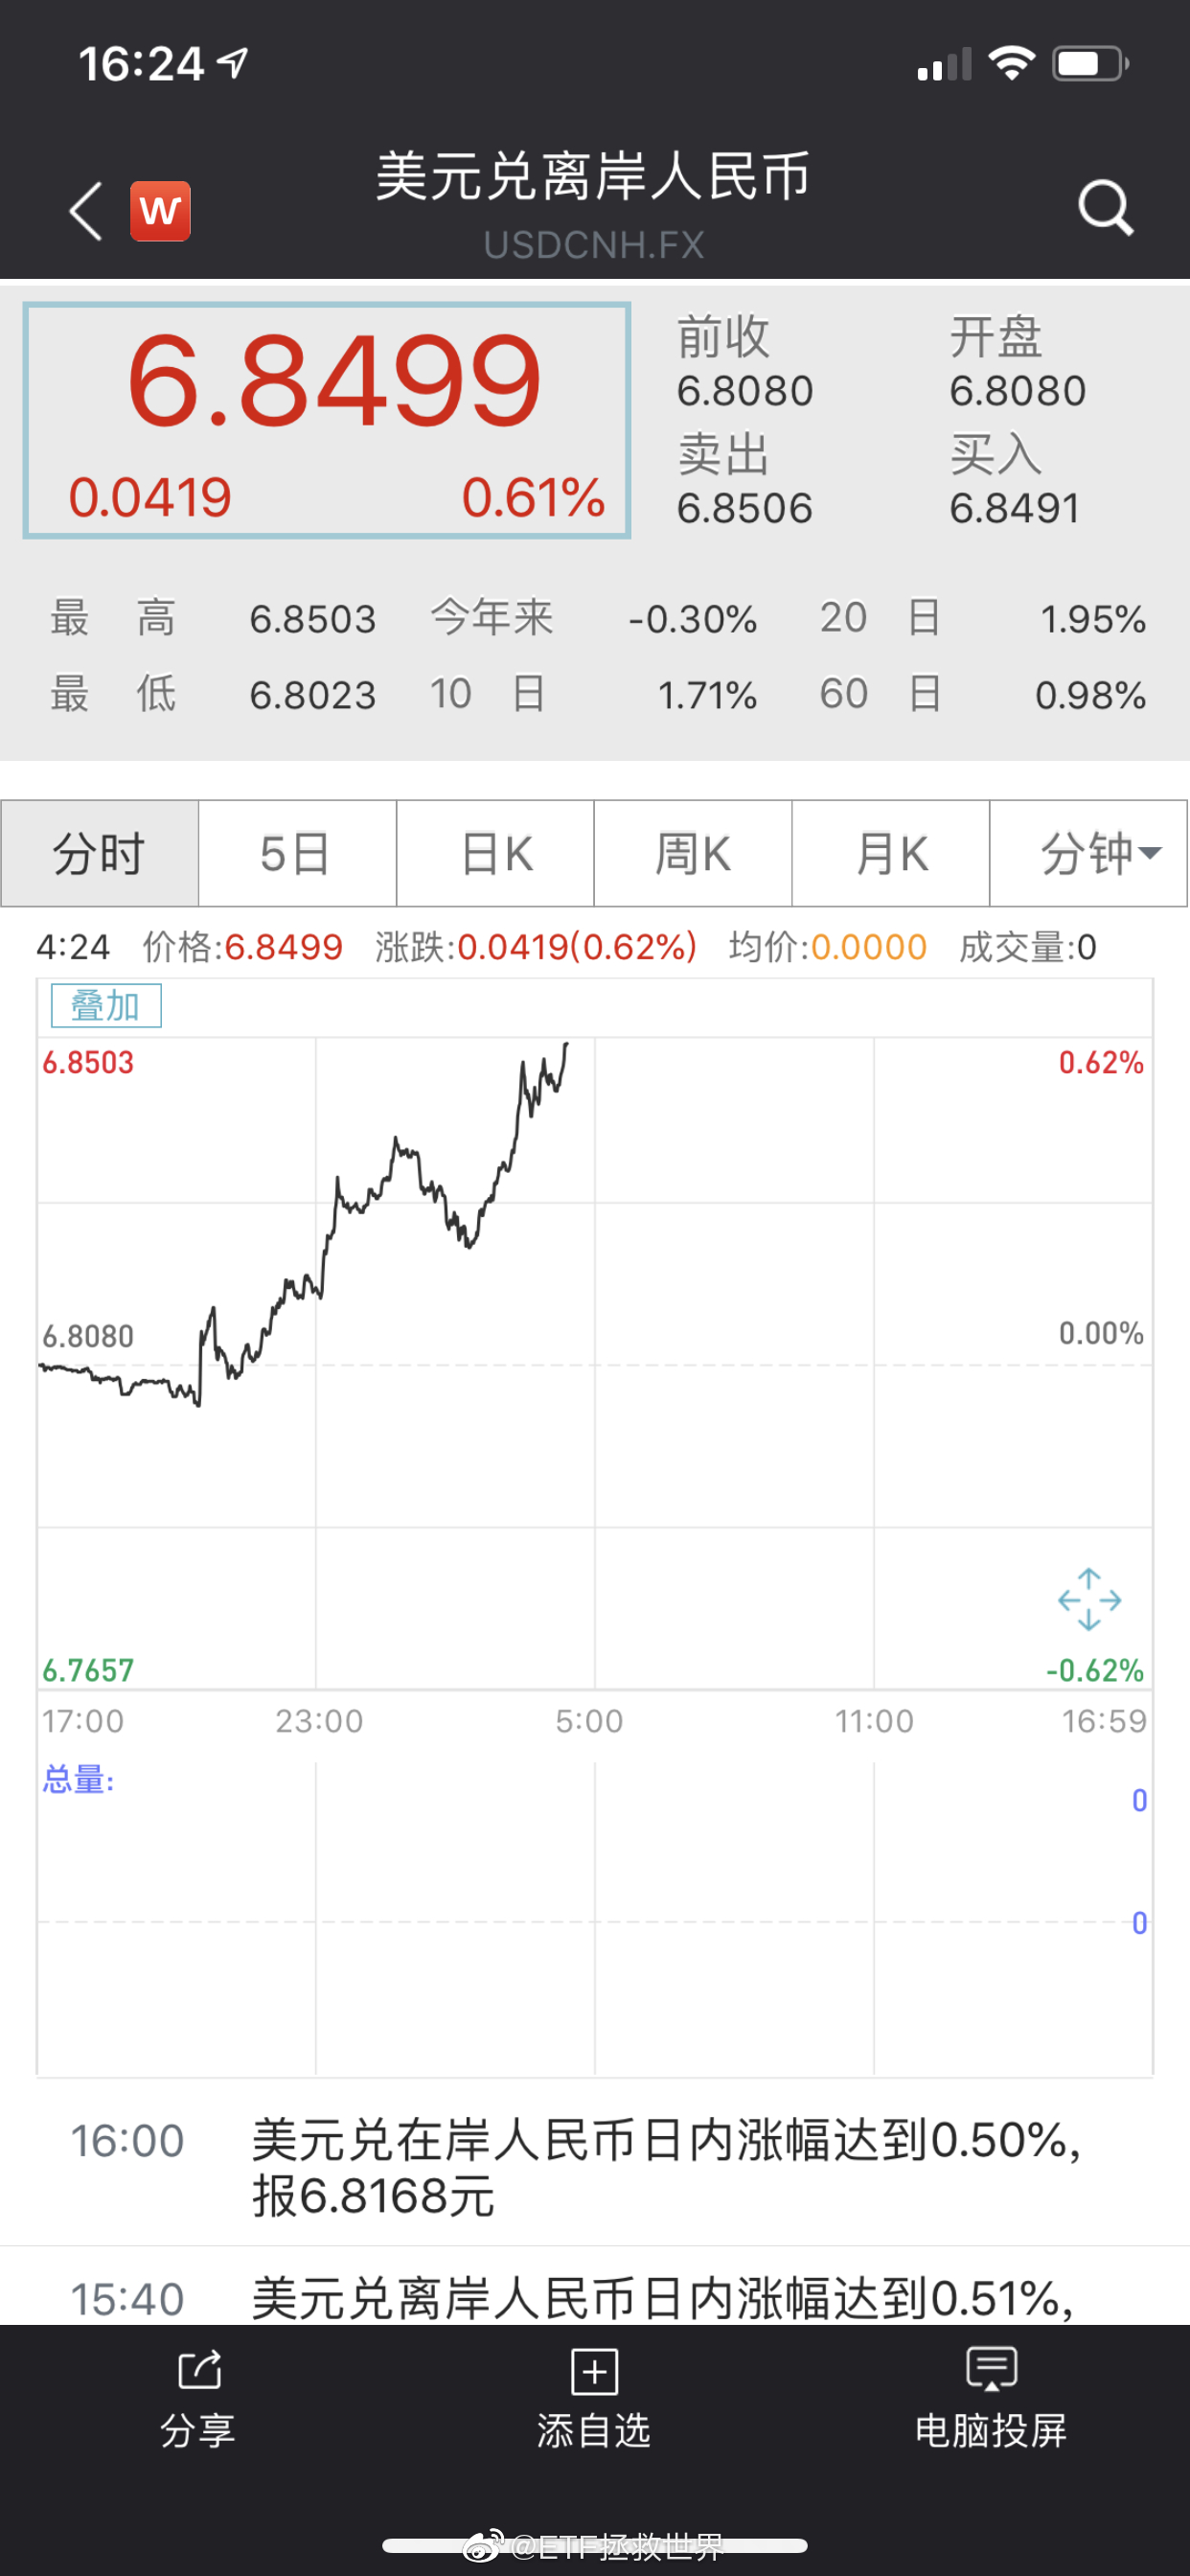 16:24
美元兑离岸人民币
W
USDCNH.FX
6.8499
0.0419 0.61%
前收 开盘
6.8080 6.8080
卖出 买入
6.8506 6.8491
最高 6.8503 今年来 -0.30% 20日 1.95%
最低 6.8023 10日 1.71% 60日 0.98%
分时 5日 日K 周K 月K 分钟
4:24 价格:6.8499 涨跌:0.0419(0.62%) 均价:0.0000 成交量:0
叠加
6.8503 0.62%
6.8080 0.00%
6.7657 -0.62%
17:00 23:00 5:00 11:00 16:59
总量:
0
0
16:00 美元兑在岸人民币日内涨幅达到0.50%,
报6.8168元
15:40 美元兑离岸人民币日内涨幅达到0.51%,
分享 添自选 电脑投屏
@ETF拯救世界